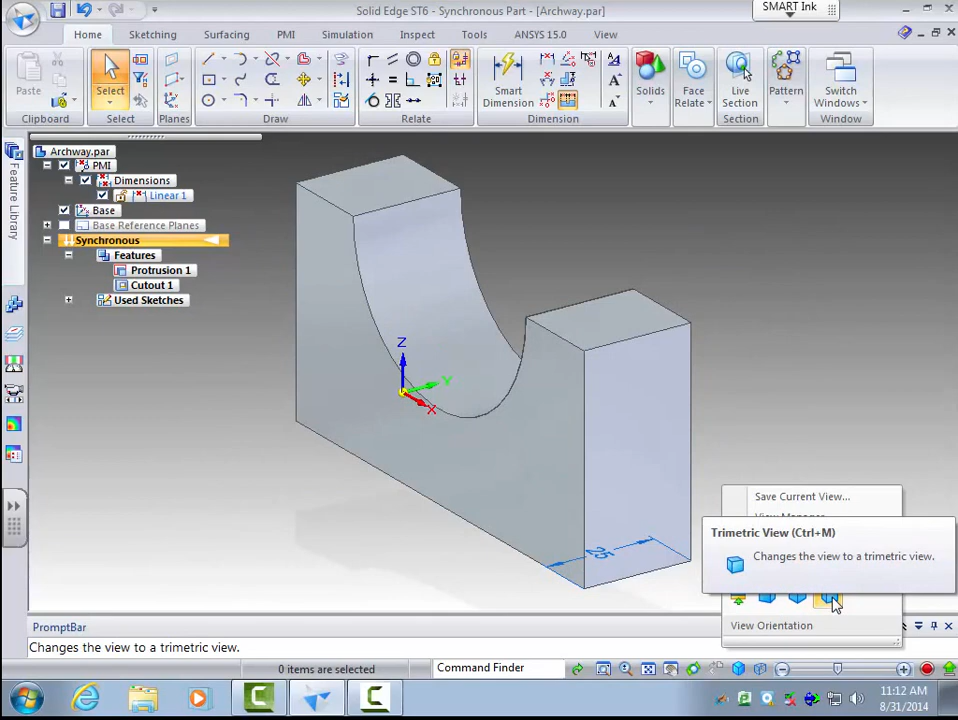 Solid Edge ST6 - Synchronous Part - [Archway.par]
SMART Ink
Home
Sketching
Surfacing
PMI
Simulation
Inspect
Tools
ANSYS 15.0
View
Paste
Select
Smart
Dimension
Solids
Face
Relate
Live
Section
Pattern
Switch
Windows
Clipboard
Select
Planes
Draw
Relate
Dimension
Section
Window
Feature Library
Archway.par
PMI
Dimensions
Linear 1
Base
Base Reference Planes
Synchronous
Features
Protrusion 1
Cutout 1
Used Sketches
Z
Y
X
25
Save Current View...
View Manager...
Trimetric View (Ctrl+M)
Changes the view to a trimetric view.
View Orientation
PromptBar
Changes the view to a trimetric view.
0 items are selected
Command Finder
11:12 AM
8/31/2014